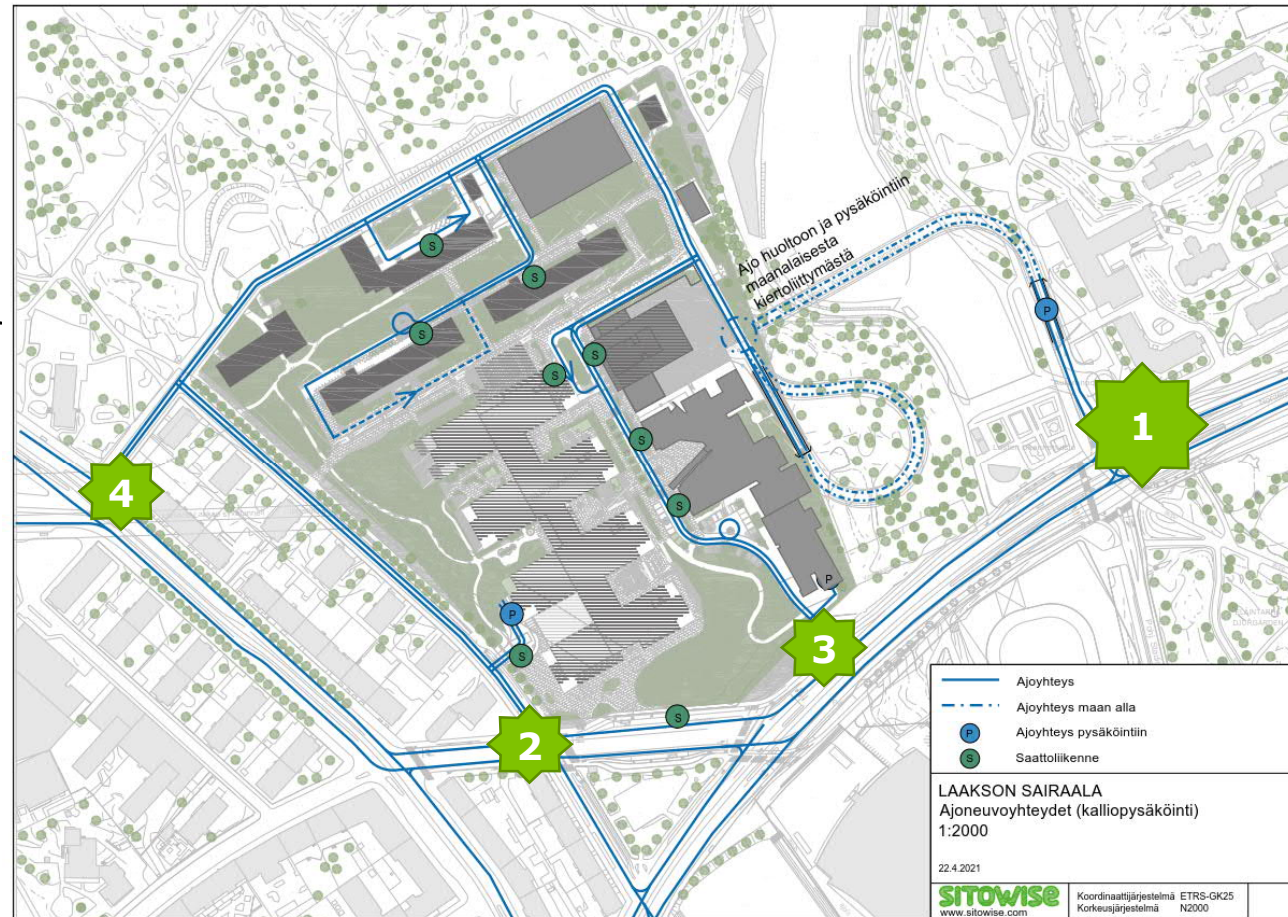 Ajo huoltoon ja pysäköintiin
maanalaisesta
kiertoliittymästä
S
S
S
P
S
S
1
S
4
S
P
P
S
3
S
2
Ajoyhteys
Ajoyhteys maan alla
P Ajoyhteys pysäköintiin
S Saattoliikenne
LAAKSON SAIRAALA
Ajoneuvoyhteydet (kalliopysäköinti)
1:2000
22.4.2021
SITOWISE
www.sitowise.com
Koordinaattijärjestelmä ETRS-GK25
Korkeusjärjestelmä N2000